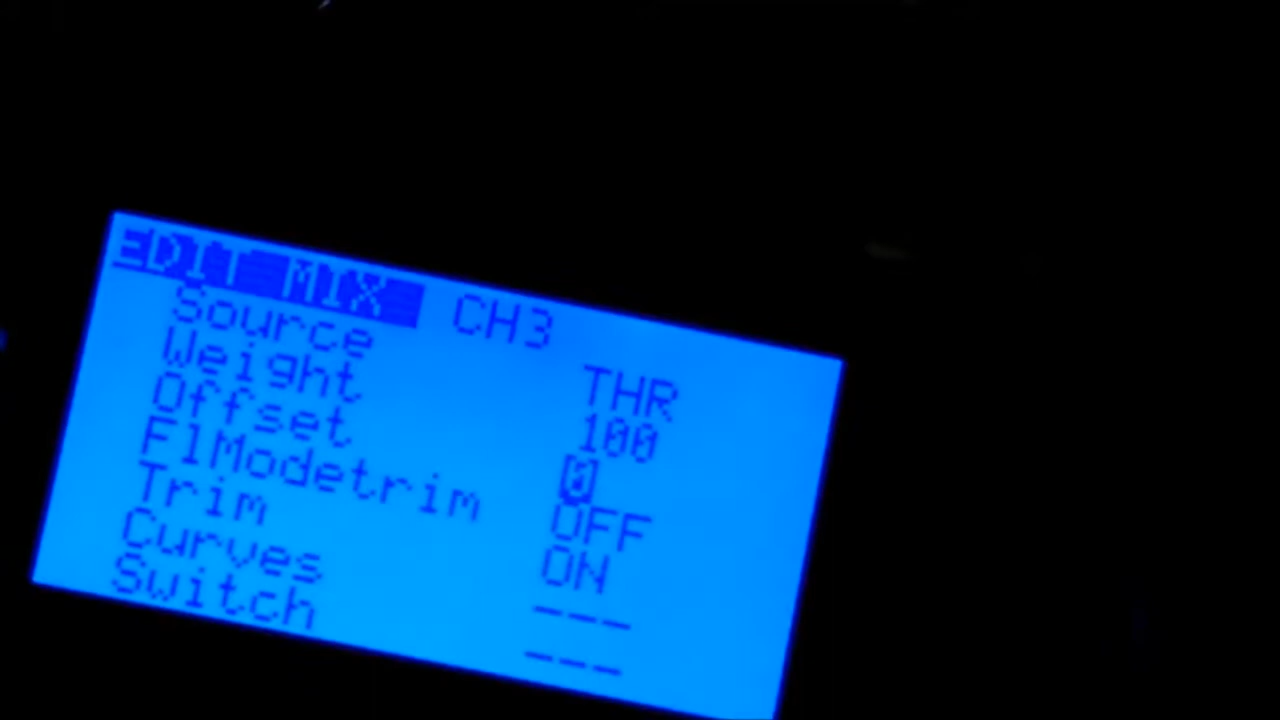 EDIT MIX CH3
Source THR
Weight 100
Offset 0
FlModetrim OFF
Trim ON
Curves ---
Switch ---